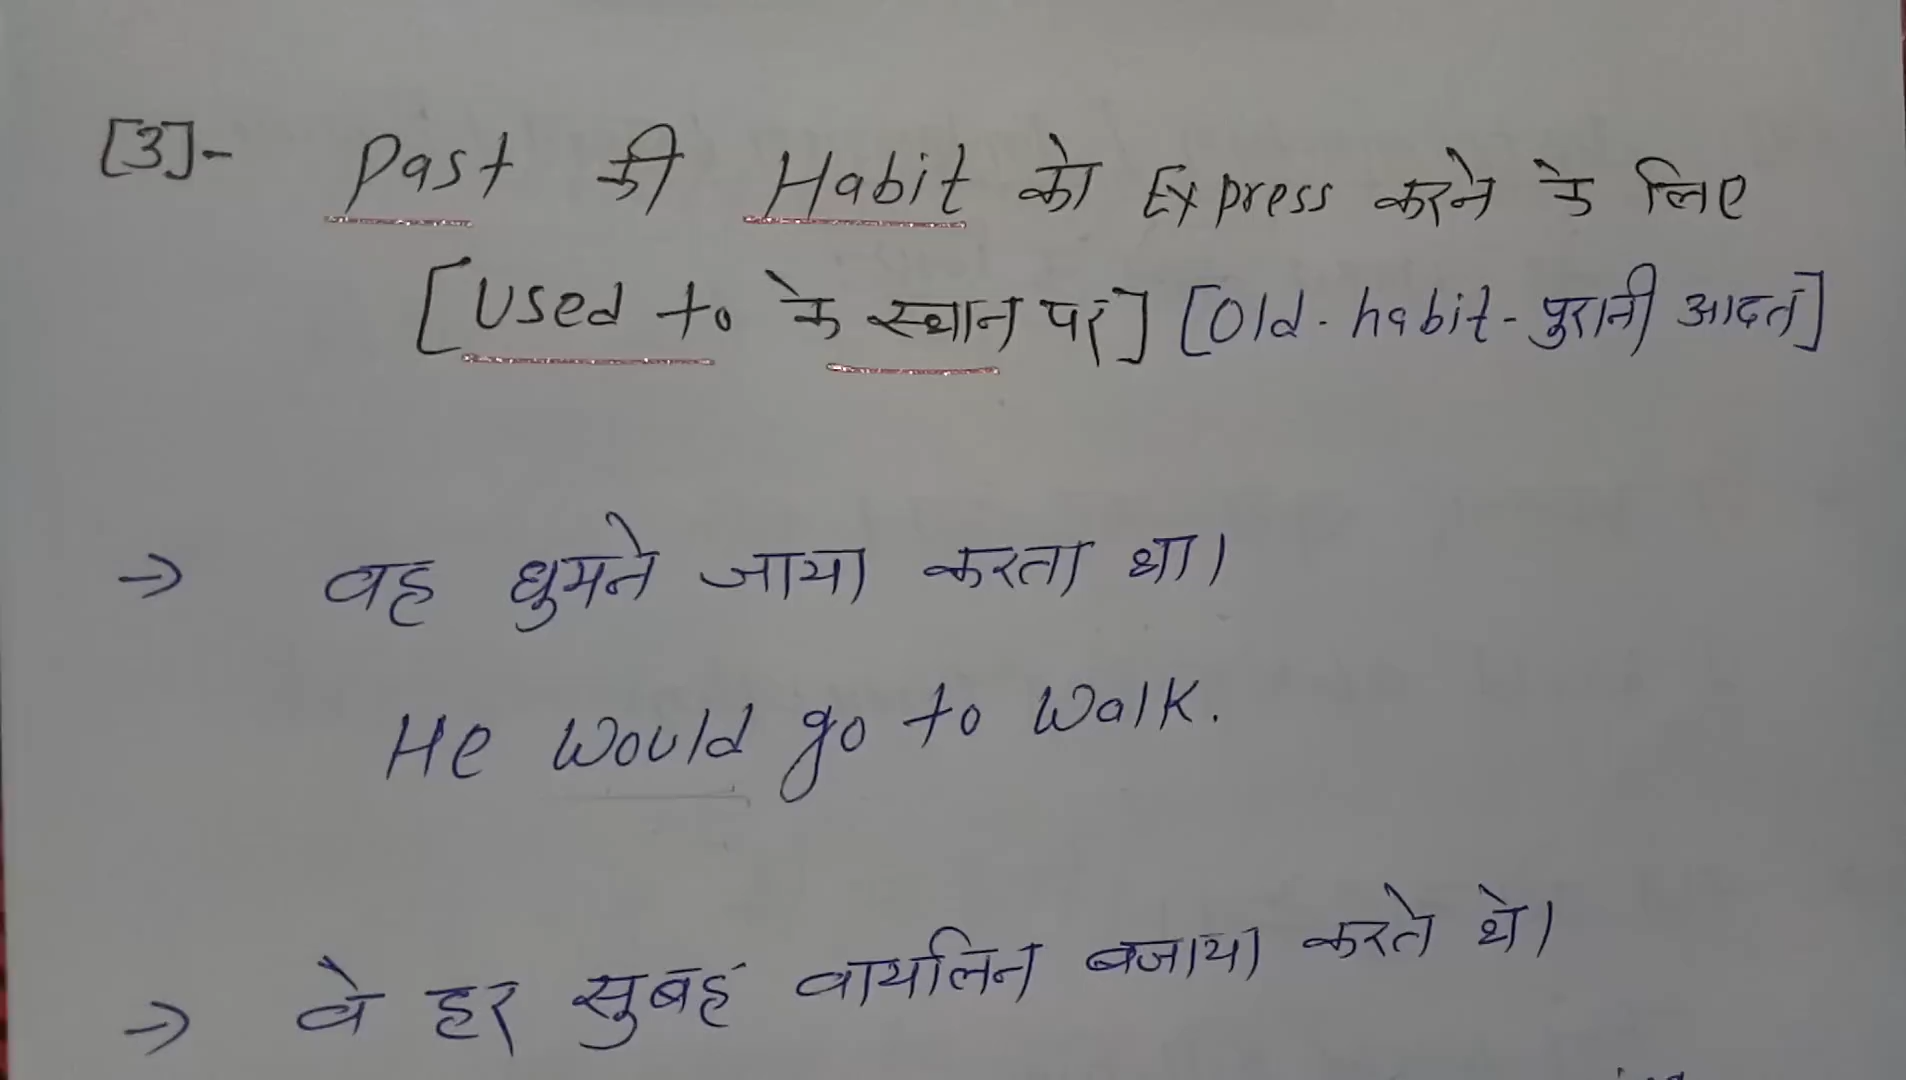 [3]- Past की Habit को Express करने के लिए
[Used to के स्थान पर] [Old-habit-पुरानी आदत]
→ वह घुमने जाया करता था।
He would go to walk.
→ वे हर सुबह वायलिन बजाया करते थे।